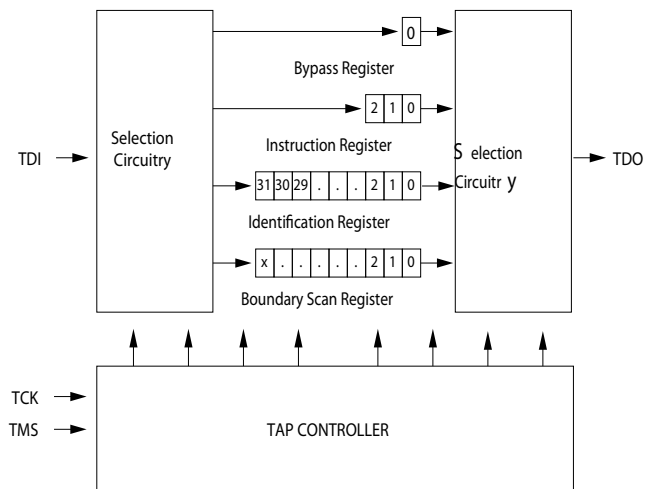 0
Bypass Register
2 1 0
Selection
Circuitry
Instruction Register
TDI
S election
Circuitr y
TDO
31 30 29 . . . 2 1 0
Identification Register
x . . . . . 2 1 0
Boundary Scan Register
TCK
TMS
TAP CONTROLLER